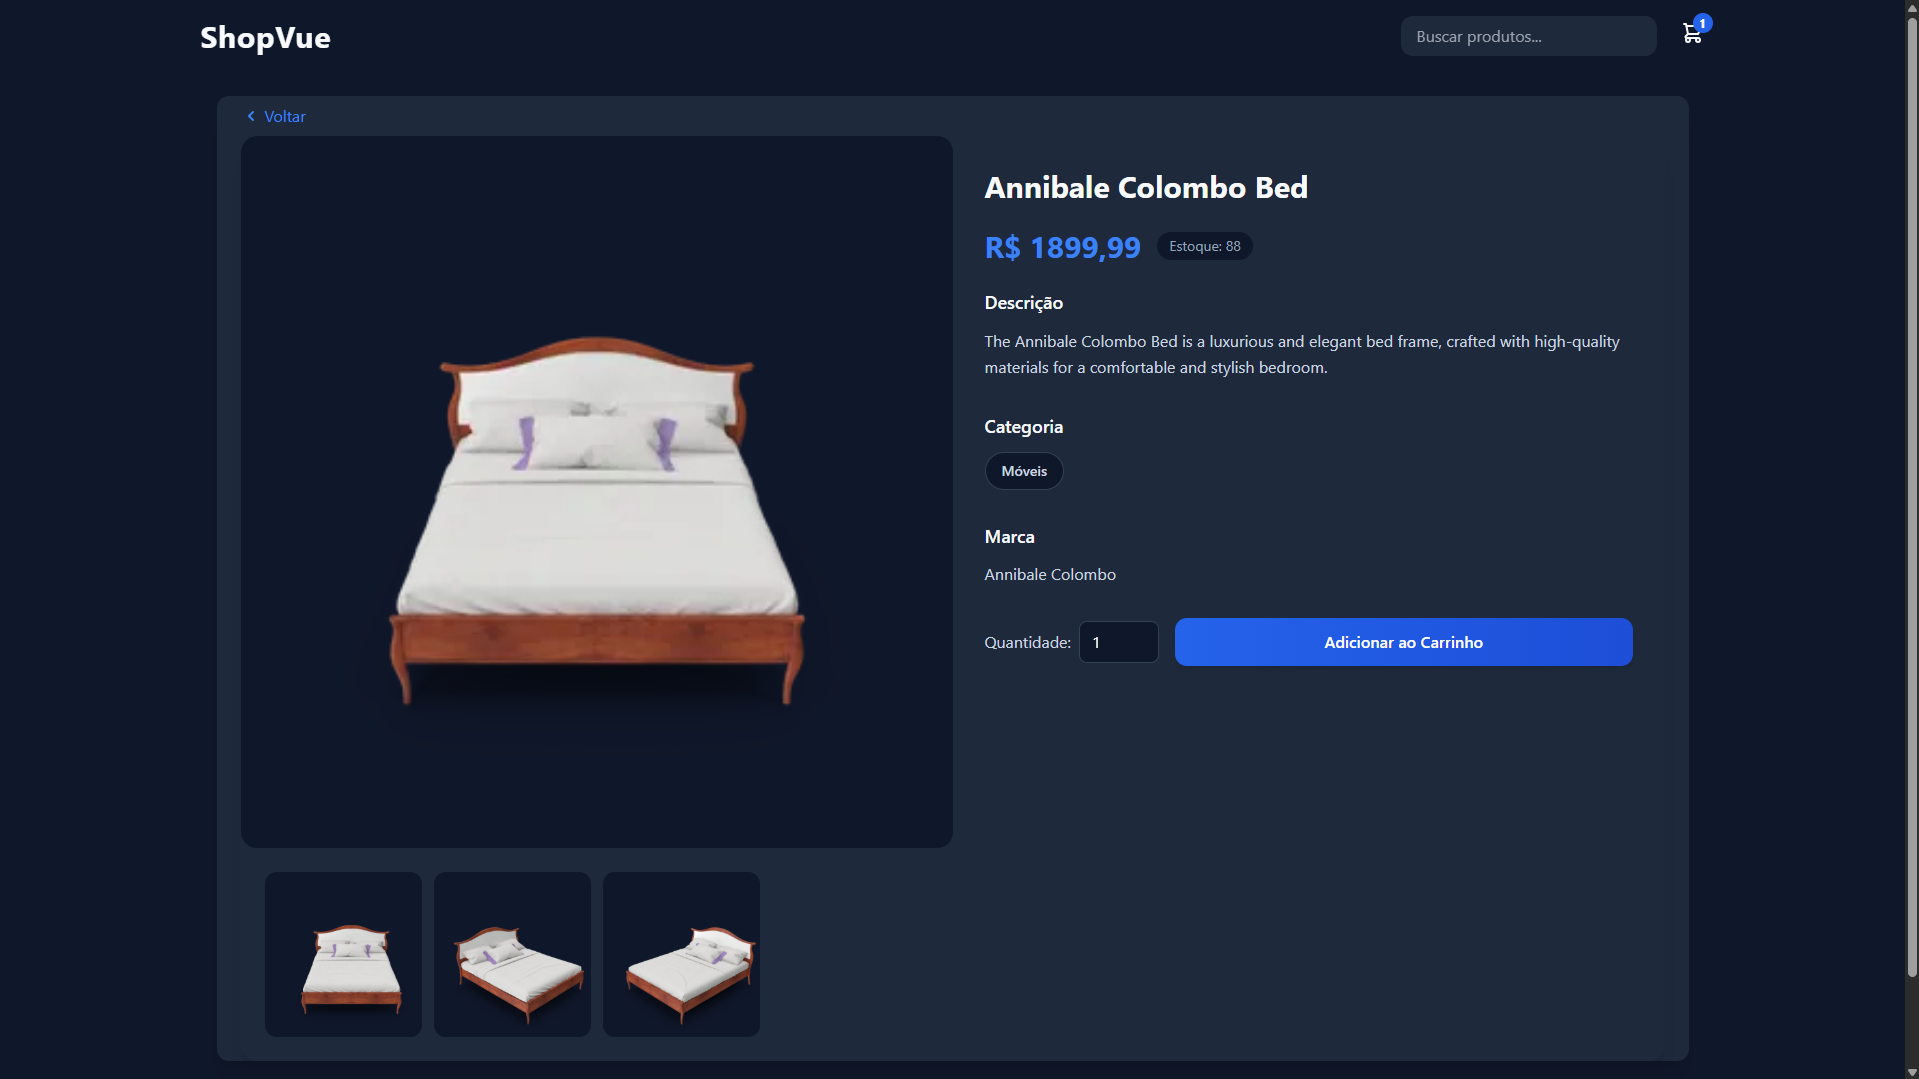 ShopVue
Buscar produtos...
1
Voltar
Annibale Colombo Bed
R$ 1899,99
Estoque: 88
Descrição
The Annibale Colombo Bed is a luxurious and elegant bed frame, crafted with high-quality
materials for a comfortable and stylish bedroom.
Categoria
Móveis
Marca
Annibale Colombo
Quantidade: 1
Adicionar ao Carrinho